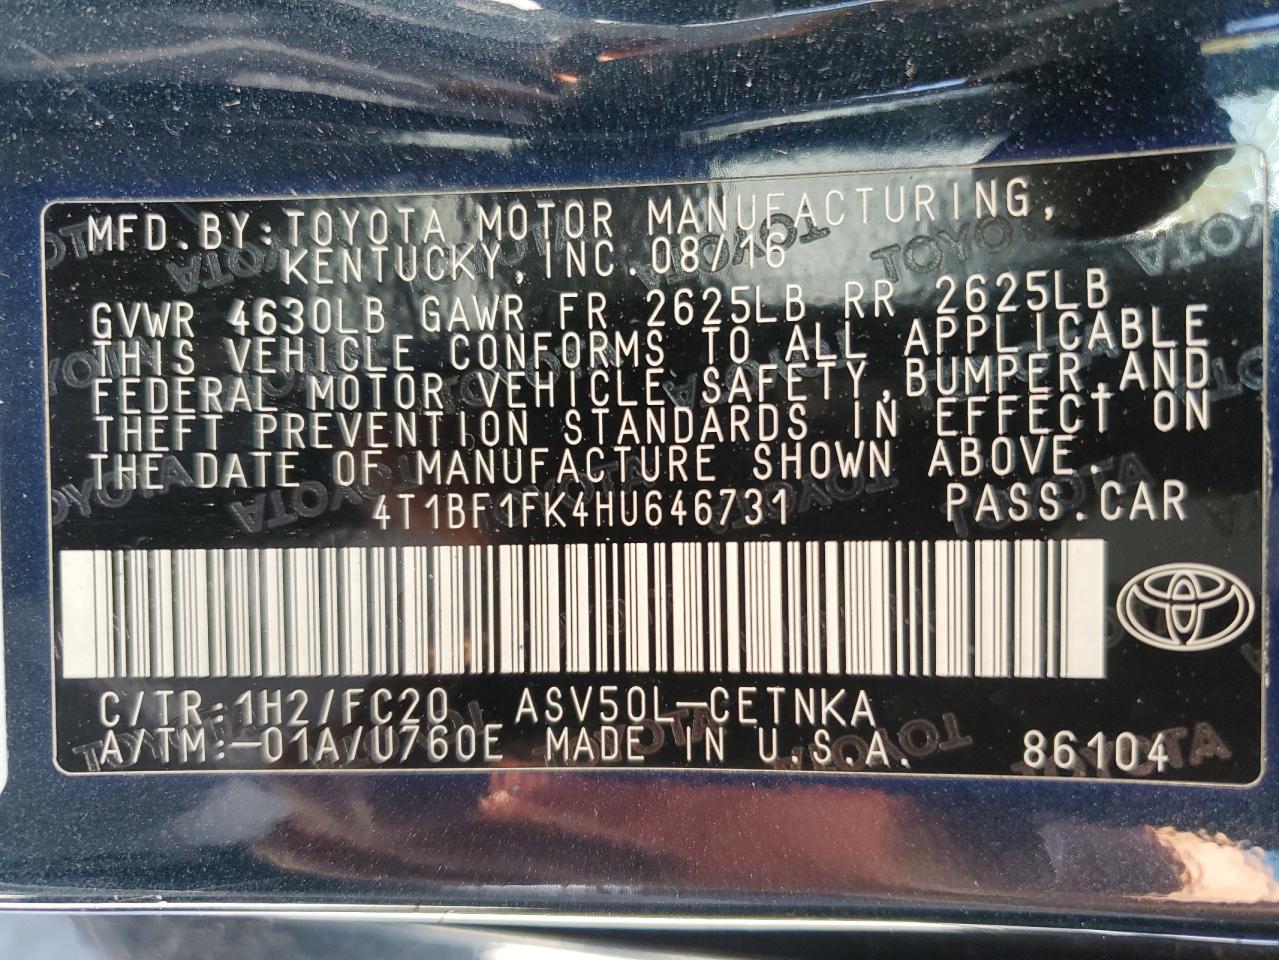 MFD.BY:TOYOTA MOTOR MANUFACTURING,
KENTUCKY,INC.08/16
GVWR 4630LB GAWR FR 2625LB RR 2625LB
THIS VEHICLE CONFORMS TO ALL APPLICABLE
FEDERAL MOTOR VEHICLE SAFETY,BUMPER,AND
THEFT PREVENTION STANDARDS IN EFFECT ON
THE DATE OF MANUFACTURE SHOWN ABOVE.
4T1BF1FK4HU646731 PASS.CAR
C/TR:1H2/FC20 ASV50L-CETNKA
A/TM:-01A/U760E MADE IN U.S.A. 86104